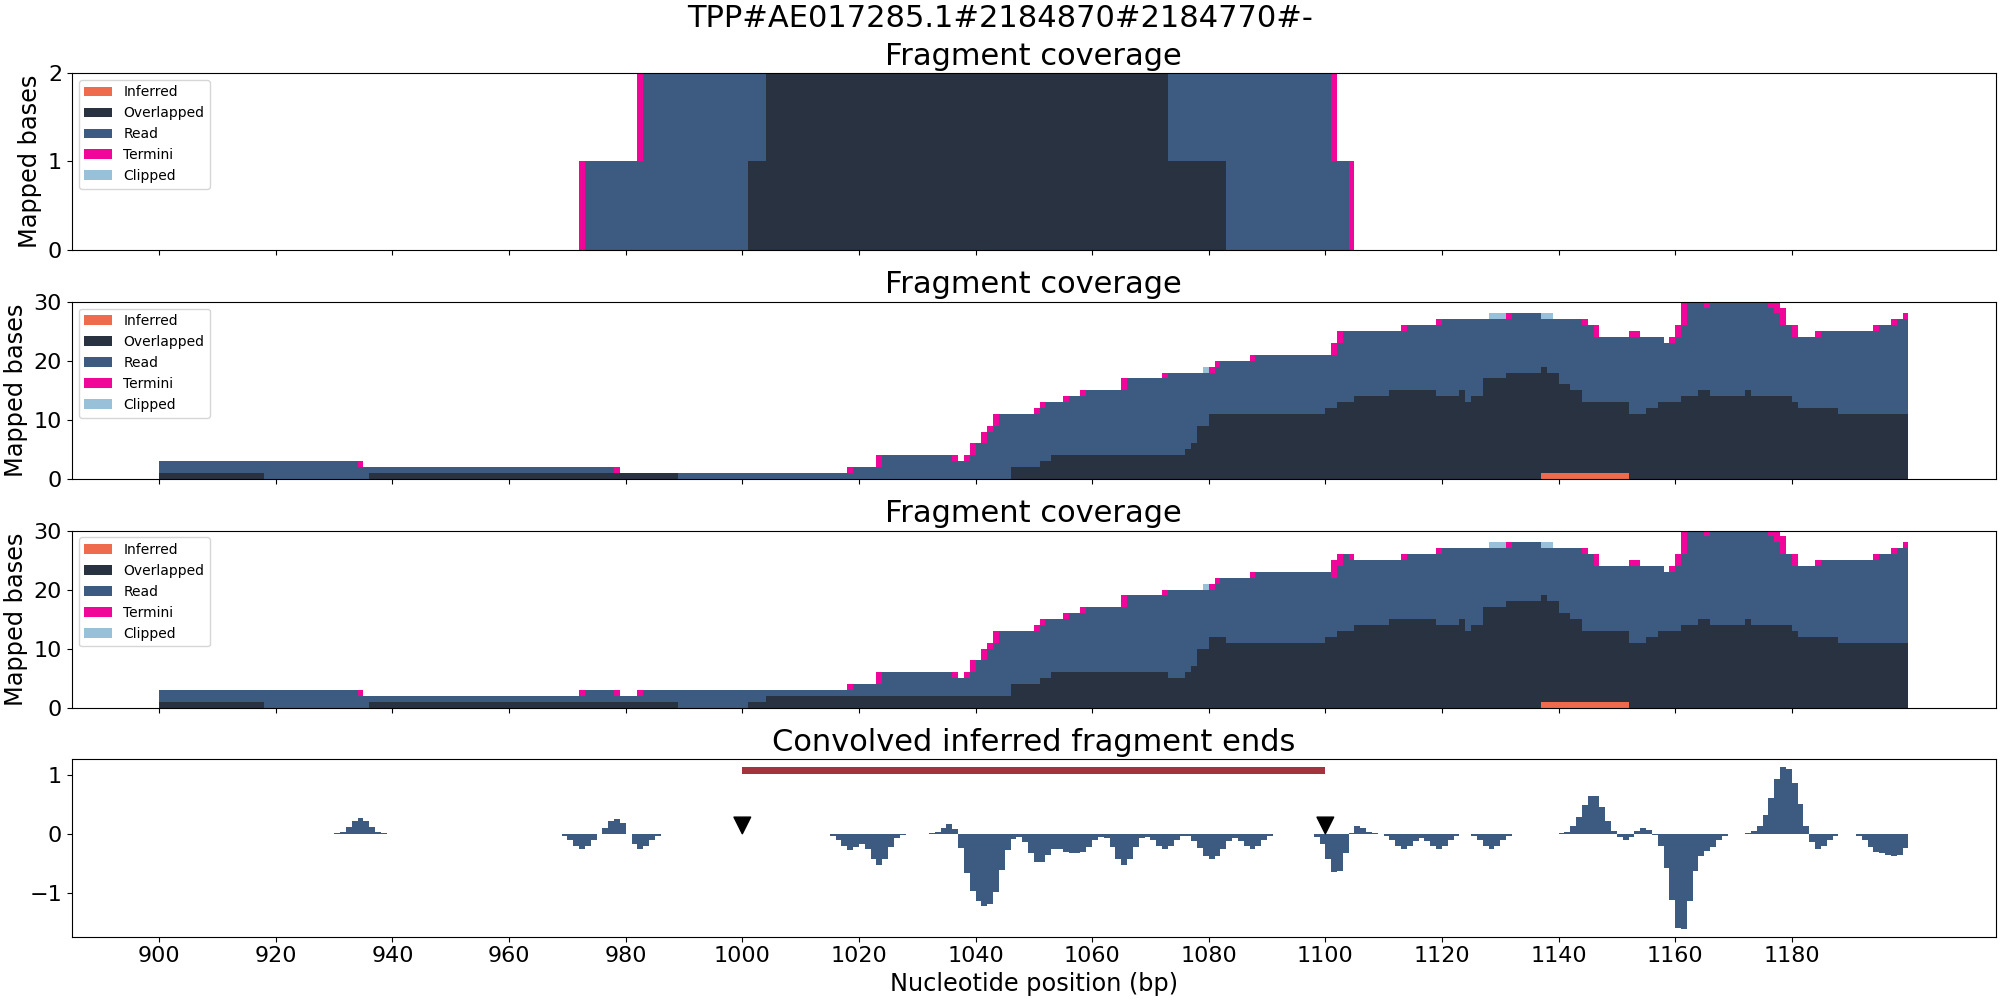 TPP#AE017285.1#2184870#2184770#-
Fragment coverage
Mapped bases
2
1
0
Inferred
Overlapped
Read
Termini
Clipped
Fragment coverage
Mapped bases
30
20
10
0
Inferred
Overlapped
Read
Termini
Clipped
Fragment coverage
Mapped bases
30
20
10
0
Inferred
Overlapped
Read
Termini
Clipped
Convolved inferred fragment ends
1
0
−1
900 920 940 960 980 1000 1020 1040 1060 1080 1100 1120 1140 1160 1180
Nucleotide position (bp)